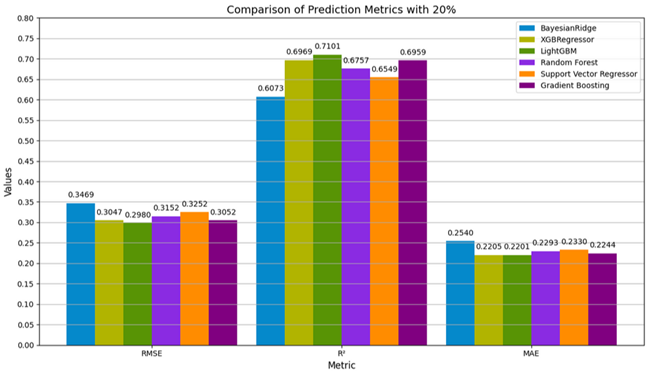 Comparison of Prediction Metrics with 20%
BayesianRidge
XGBRegressor
LightGBM
Random Forest
Support Vector Regressor
Gradient Boosting
Values
0.80
0.75
0.70
0.65
0.60
0.55
0.50
0.45
0.40
0.35
0.30
0.25
0.20
0.15
0.10
0.05
0.00
0.3469
0.3047
0.2980
0.3152
0.3252
0.3052
0.6073
0.6969
0.7101
0.6757
0.6549
0.6959
0.2540
0.2205
0.2201
0.2293
0.2330
0.2244
RMSE
R²
MAE
Metric